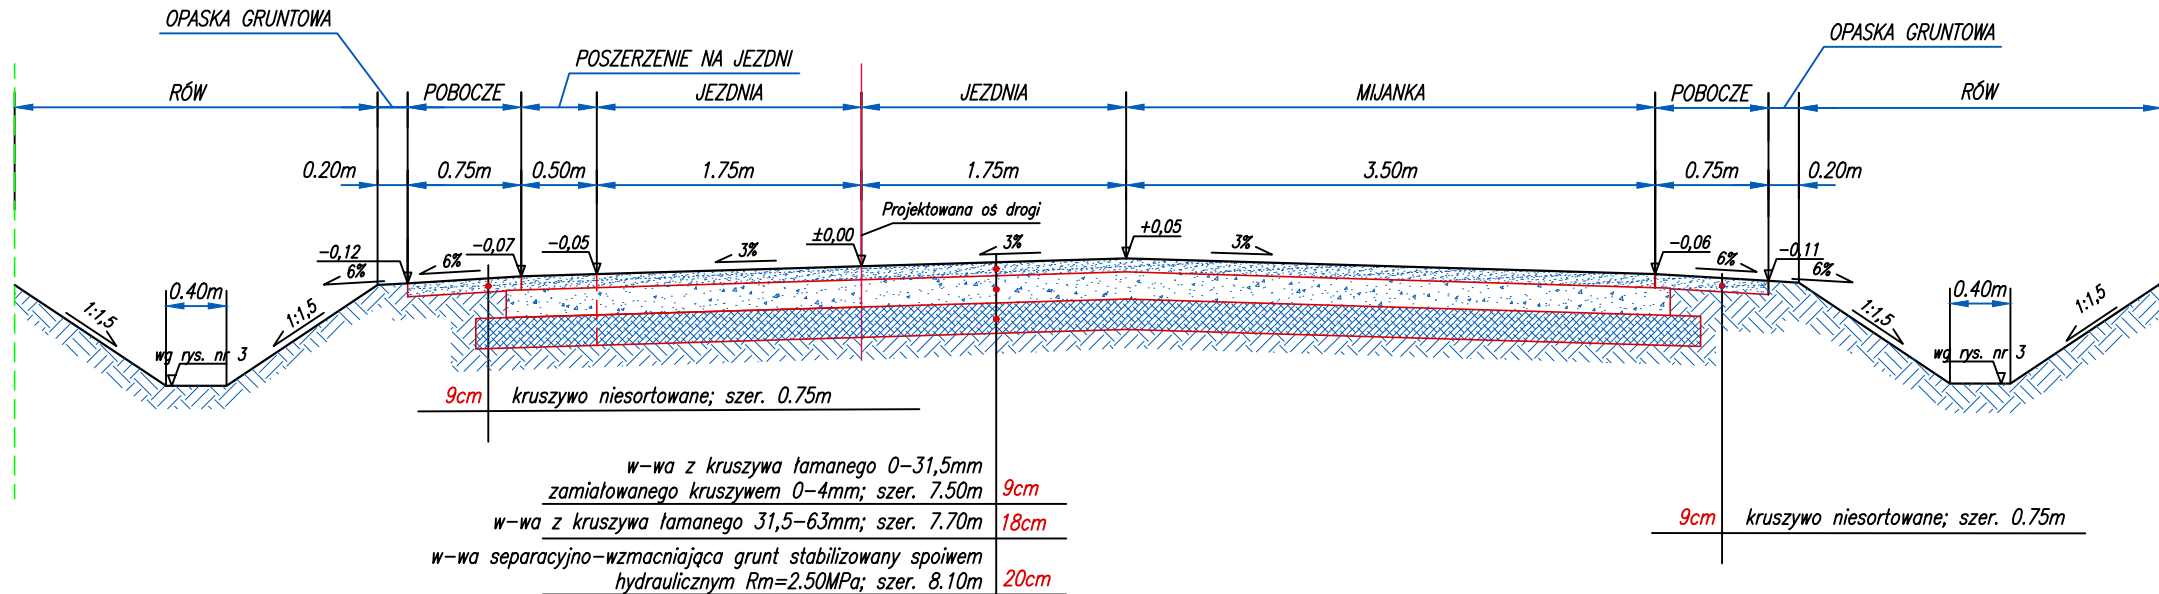 OPASKA GRUNTOWA
OPASKA GRUNTOWA
POSZERZENIE NA JEZDNI
RÓW
POBOCZE
JEZDNIA
JEZDNIA
MIJANKA
POBOCZE
RÓW
0.20m
0.75m
0.50m
1.75m
1.75m
3.50m
0.75m
0.20m
Projektowana oś drogi
-0,12
-0,07
-0,05
±0,00
+0,05
-0,06
-0,11
6%
6%
3%
3%
3%
6%
6%
0.40m
0.40m
1:1,5
1:1,5
1:1,5
1:1,5
wg rys. nr 3
wg rys. nr 3
9cm kruszywo niesortowane; szer. 0.75m
w-wa z kruszywa łamanego 0-31,5mm
zamiałowanego kruszywem 0-4mm; szer. 7.50m 9cm
w-wa z kruszywa łamanego 31,5-63mm; szer. 7.70m 18cm
w-wa separacyjno-wzmacniająca grunt stabilizowany spoiwem
hydraulicznym Rm=2.50MPa; szer. 8.10m 20cm
9cm kruszywo niesortowane; szer. 0.75m